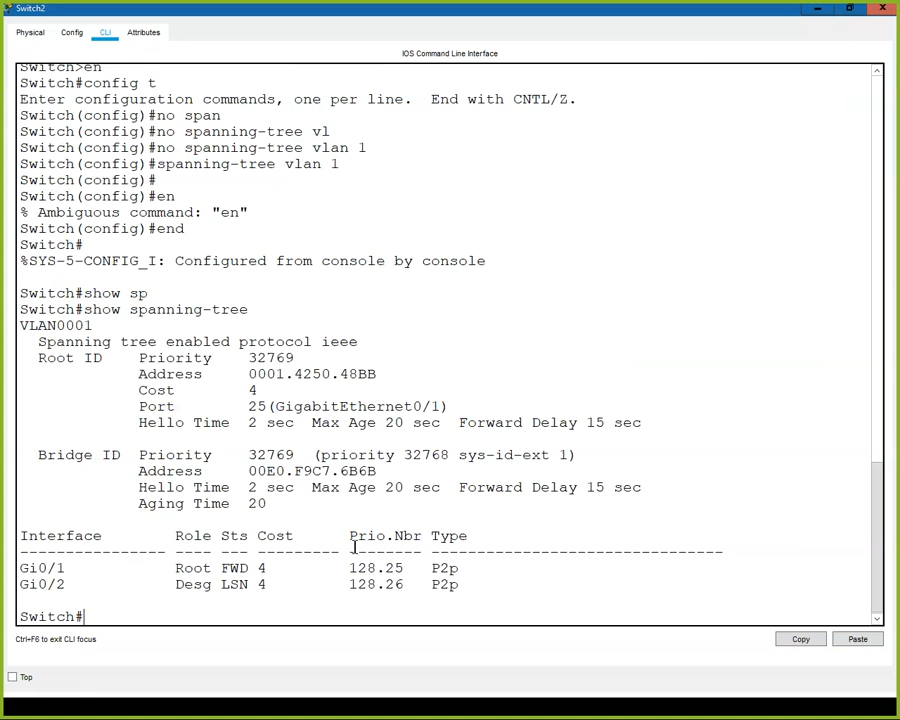 Switch2
Physical Config CLI Attributes
IOS Command Line Interface
Switch>en
Switch#config t
Enter configuration commands, one per line.  End with CNTL/Z.
Switch(config)#no span
Switch(config)#no spanning-tree vl
Switch(config)#no spanning-tree vlan 1
Switch(config)#spanning-tree vlan 1
Switch(config)#
Switch(config)#en
% Ambiguous command: "en"
Switch(config)#end
Switch#
%SYS-5-CONFIG_I: Configured from console by console
Switch#show sp
Switch#show spanning-tree
VLAN0001
  Spanning tree enabled protocol ieee
  Root ID    Priority    32769
             Address     0001.4250.48BB
             Cost        4
             Port        25(GigabitEthernet0/1)
             Hello Time  2 sec  Max Age 20 sec  Forward Delay 15 sec
  Bridge ID  Priority    32769  (priority 32768 sys-id-ext 1)
             Address     00E0.F9C7.6B6B
             Hello Time  2 sec  Max Age 20 sec  Forward Delay 15 sec
             Aging Time  20
Interface        Role Sts Cost      Prio.Nbr Type
---------------- ---- --- --------- -------- --------------------------------
Gi0/1            Root FWD 4         128.25   P2p
Gi0/2            Desg LSN 4         128.26   P2p
Switch#
Ctrl+F6 to exit CLI focus
Copy Paste
Top